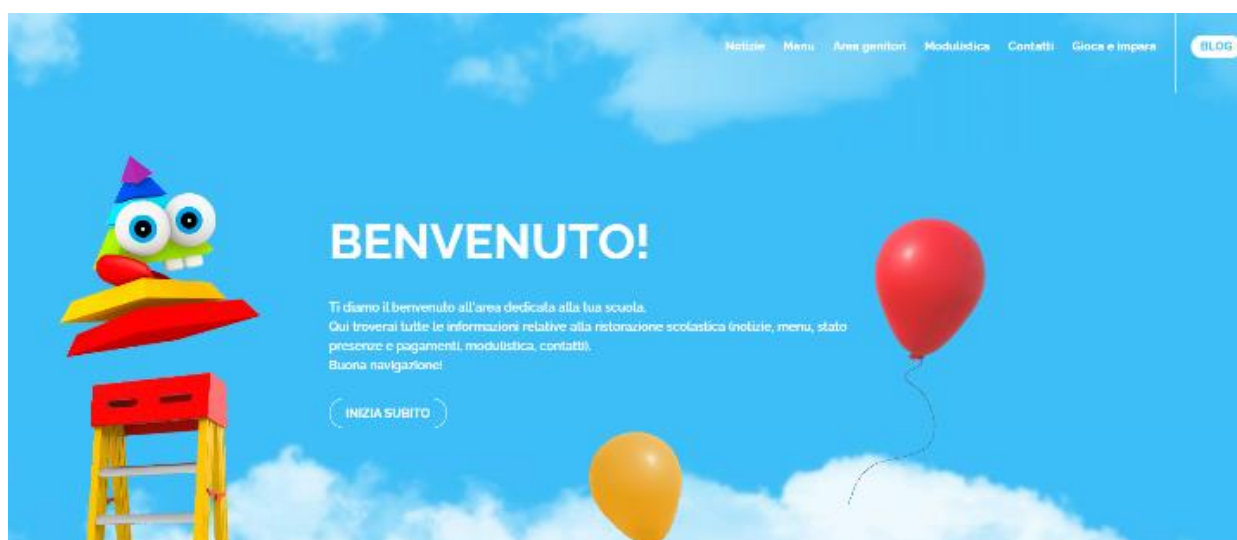 Notizie Menu Area genitori Modulistica Contatti Gioca e impara BLOG
BENVENUTO!
Ti diamo il benvenuto all'area dedicata alla tua scuola.
Qui troverai tutte le informazioni relative alla ristorazione scolastica (notizie, menu, stato
presenze e pagamenti, modulistica, contatti).
Buona navigazione!
INIZIA SUBITO